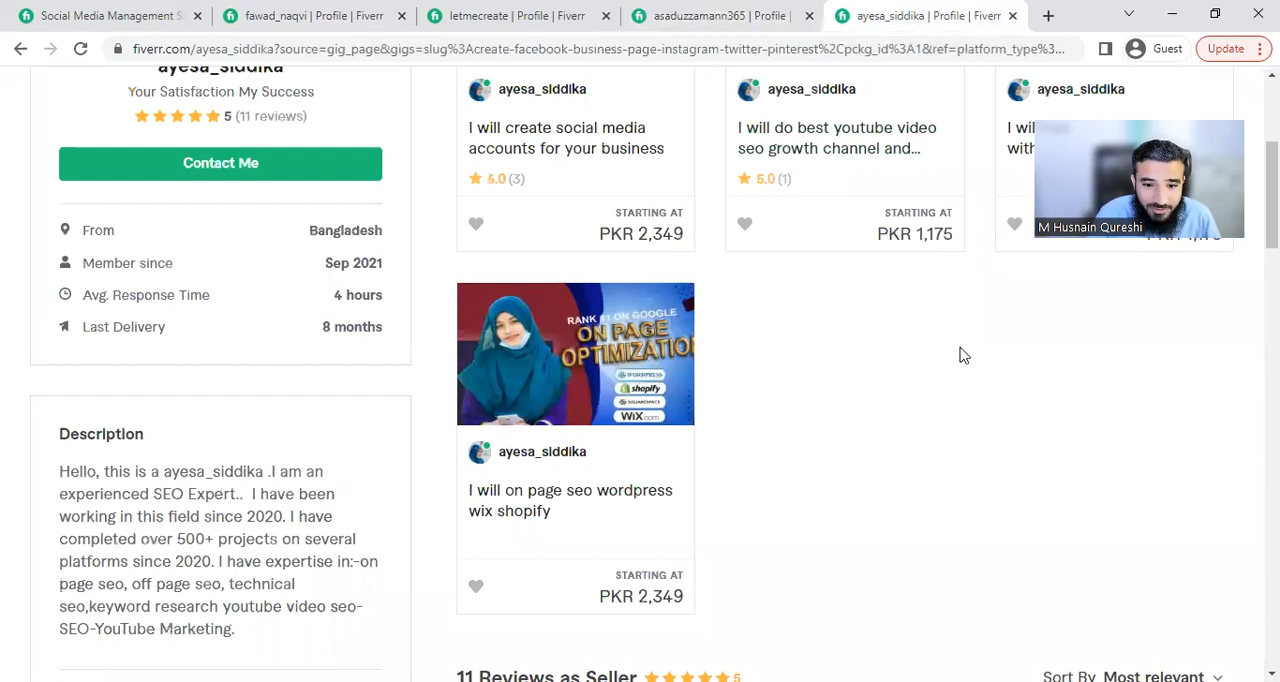 Social Media Management S
fawad_naqvi | Profile | Fiverr
letmecreate | Profile | Fiverr
asaduzzamann365 | Profile |
ayesa_siddika | Profile | Fiverr
fiverr.com/ayesa_siddika?source=gig_page&gigs=slug%3Acreate-facebook-business-page-instagram-twitter-pinterest%2Cpckg_id%3A1&ref=platform_type%3...
Guest
Update
ayesa_siddika
Your Satisfaction My Success
5 (11 reviews)
Contact Me
From Bangladesh
Member since Sep 2021
Avg. Response Time 4 hours
Last Delivery 8 months
Description
Hello, this is a ayesa_siddika .I am an
experienced SEO Expert.. I have been
working in this field since 2020. I have
completed over 500+ projects on several
platforms since 2020. I have expertise in:-on
page seo, off page seo, technical
seo,keyword research youtube video seo-
SEO-YouTube Marketing.
ayesa_siddika
I will create social media
accounts for your business
(3)
STARTING AT
PKR 2,349
ayesa_siddika
I will do best youtube video
seo growth channel and...
5.0 (1)
STARTING AT
PKR 1,175
ayesa_siddika
M Husnain Qureshi
RANK #1 ON GOOGLE
ON PAGE
OPTIMIZATION
WORDPRESS
shopify
SQUARESPACE
WiX.com
ayesa_siddika
I will on page seo wordpress
wix shopify
STARTING AT
PKR 2,349
11 Reviews as Seller 5
Sort By Most relevant